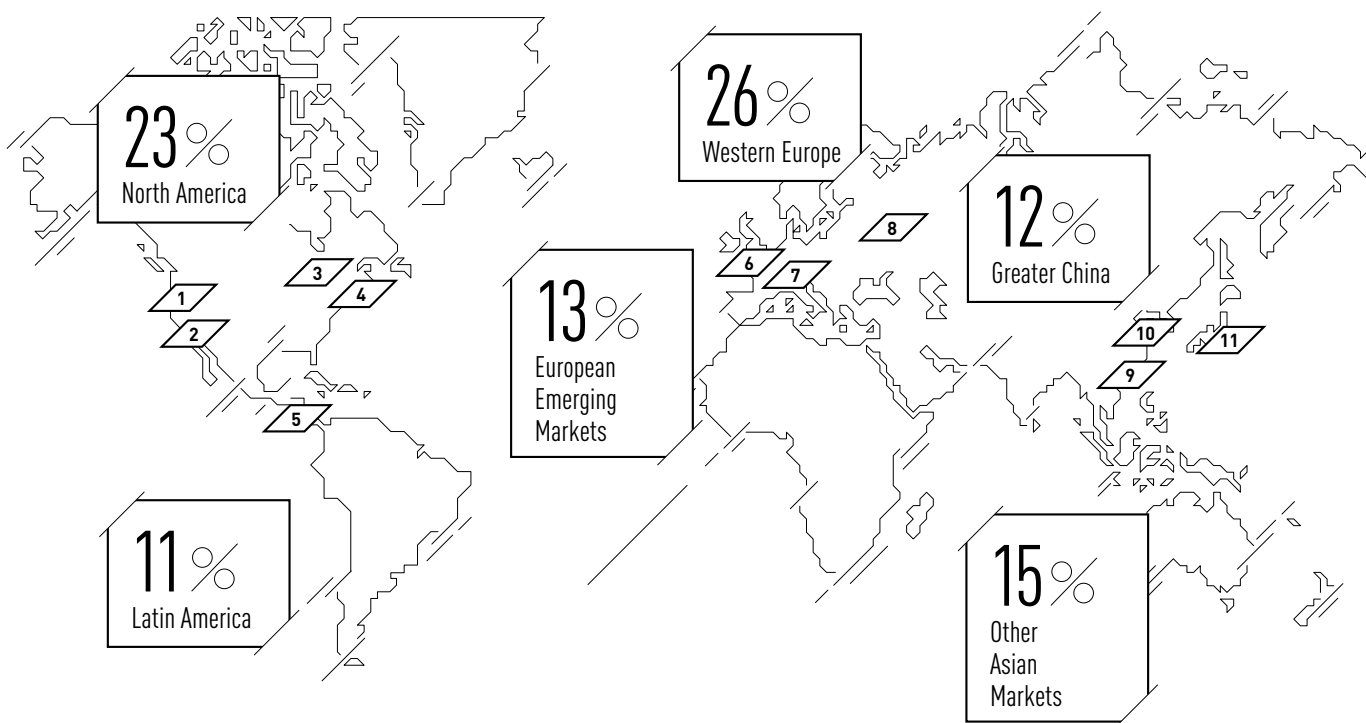 23%
North America
26%
Western Europe
12%
Greater China
13%
European
Emerging
Markets
11%
Latin America
15%
Other
Asian
Markets
1
2
3
4
5
6
7
8
9
10
11